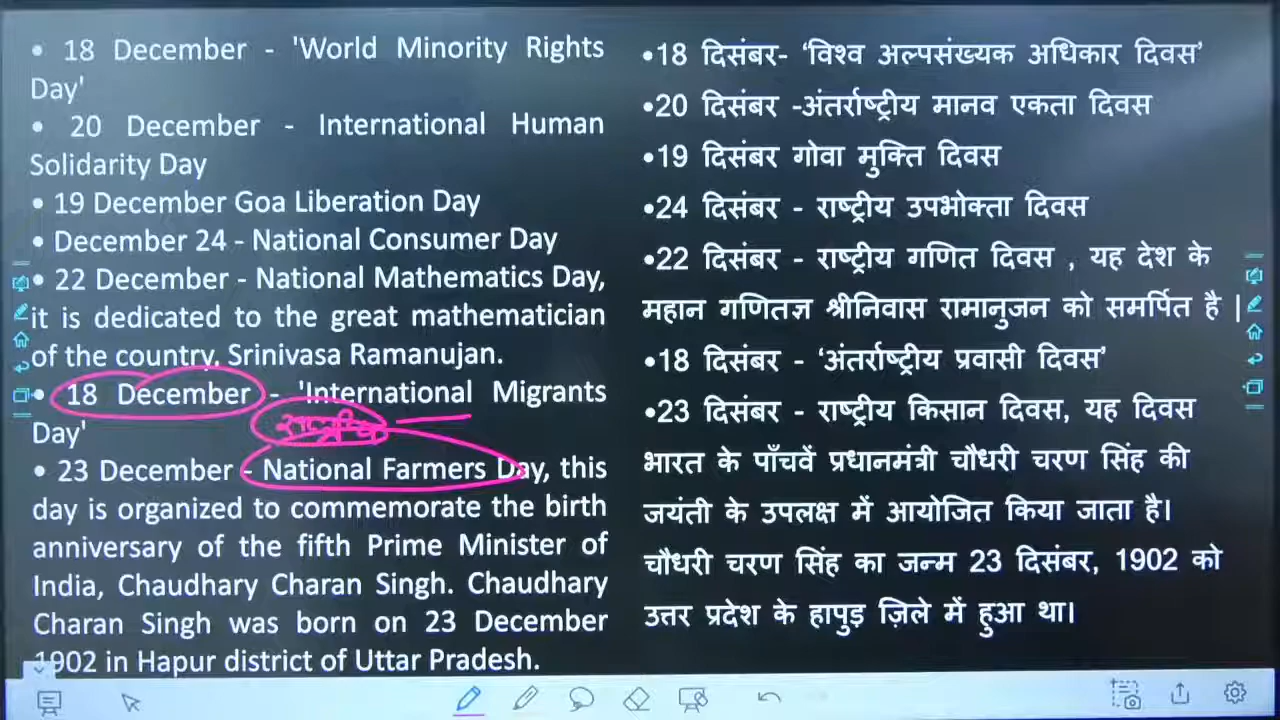 • 18 December - 'World Minority Rights
Day'
• 20 December - International Human
Solidarity Day
• 19 December Goa Liberation Day
• December 24 - National Consumer Day
• 22 December - National Mathematics Day,
it is dedicated to the great mathematician
of the country, Srinivasa Ramanujan.
• 18 December - 'International Migrants
Day'
• 23 December - National Farmers Day, this
day is organized to commemorate the birth
anniversary of the fifth Prime Minister of
India, Chaudhary Charan Singh. Chaudhary
Charan Singh was born on 23 December
1902 in Hapur district of Uttar Pradesh.
•18 दिसंबर- ‘विश्व अल्पसंख्यक अधिकार दिवस’
•20 दिसंबर -अंतर्राष्ट्रीय मानव एकता दिवस
•19 दिसंबर गोवा मुक्ति दिवस
•24 दिसंबर - राष्ट्रीय उपभोक्ता दिवस
•22 दिसंबर - राष्ट्रीय गणित दिवस , यह देश के
महान गणितज्ञ श्रीनिवास रामानुजन को समर्पित है |
•18 दिसंबर - ‘अंतर्राष्ट्रीय प्रवासी दिवस’
•23 दिसंबर - राष्ट्रीय किसान दिवस, यह दिवस
भारत के पाँचवें प्रधानमंत्री चौधरी चरण सिंह की
जयंती के उपलक्ष में आयोजित किया जाता है।
चौधरी चरण सिंह का जन्म 23 दिसंबर, 1902 को
उत्तर प्रदेश के हापुड़ ज़िले में हुआ था।